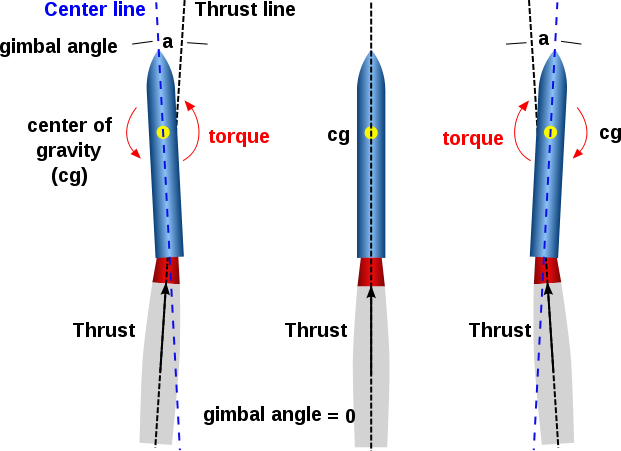 Center line
Thrust line
gimbal angle
a
a
center of
gravity
(cg)
torque
cg
torque
cg
Thrust
Thrust
Thrust
gimbal angle = 0